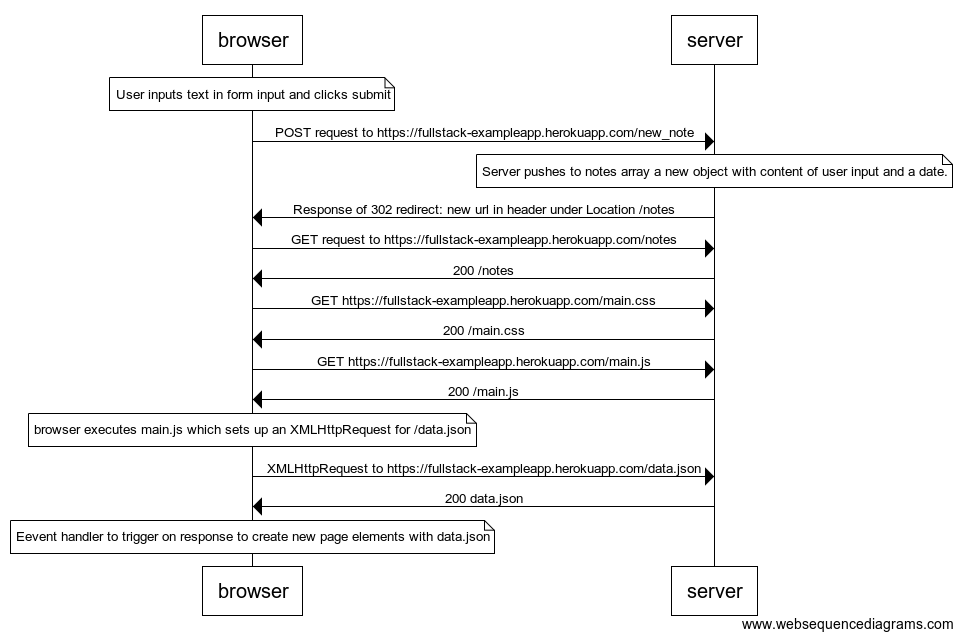 browser
server
User inputs text in form input and clicks submit
POST request to https://fullstack-exampleapp.herokuapp.com/new_note
Server pushes to notes array a new object with content of user input and a date.
Response of 302 redirect: new url in header under Location /notes
GET request to https://fullstack-exampleapp.herokuapp.com/notes
200 /notes
GET https://fullstack-exampleapp.herokuapp.com/main.css
200 /main.css
GET https://fullstack-exampleapp.herokuapp.com/main.js
200 /main.js
browser executes main.js which sets up an XMLHttpRequest for /data.json
XMLHttpRequest to https://fullstack-exampleapp.herokuapp.com/data.json
200 data.json
Eevent handler to trigger on response to create new page elements with data.json
browser
server
www.websequencediagrams.com